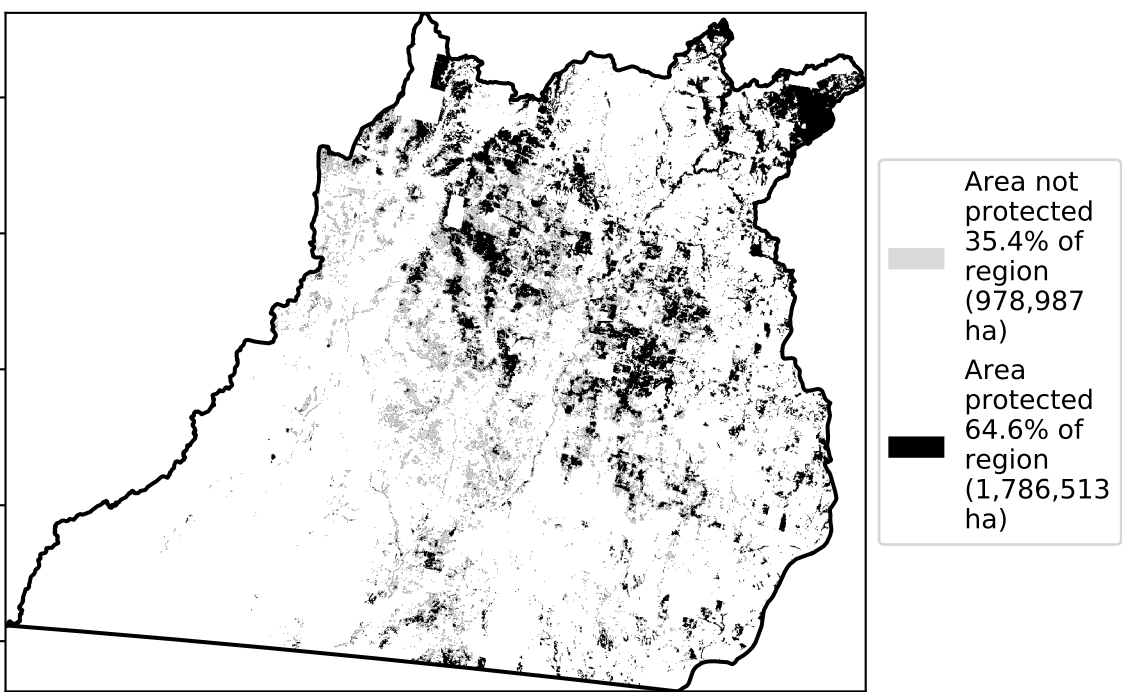 Area not
protected
35.4% of
region
(978,987
ha)
Area
protected
64.6% of
region
(1,786,513
ha)